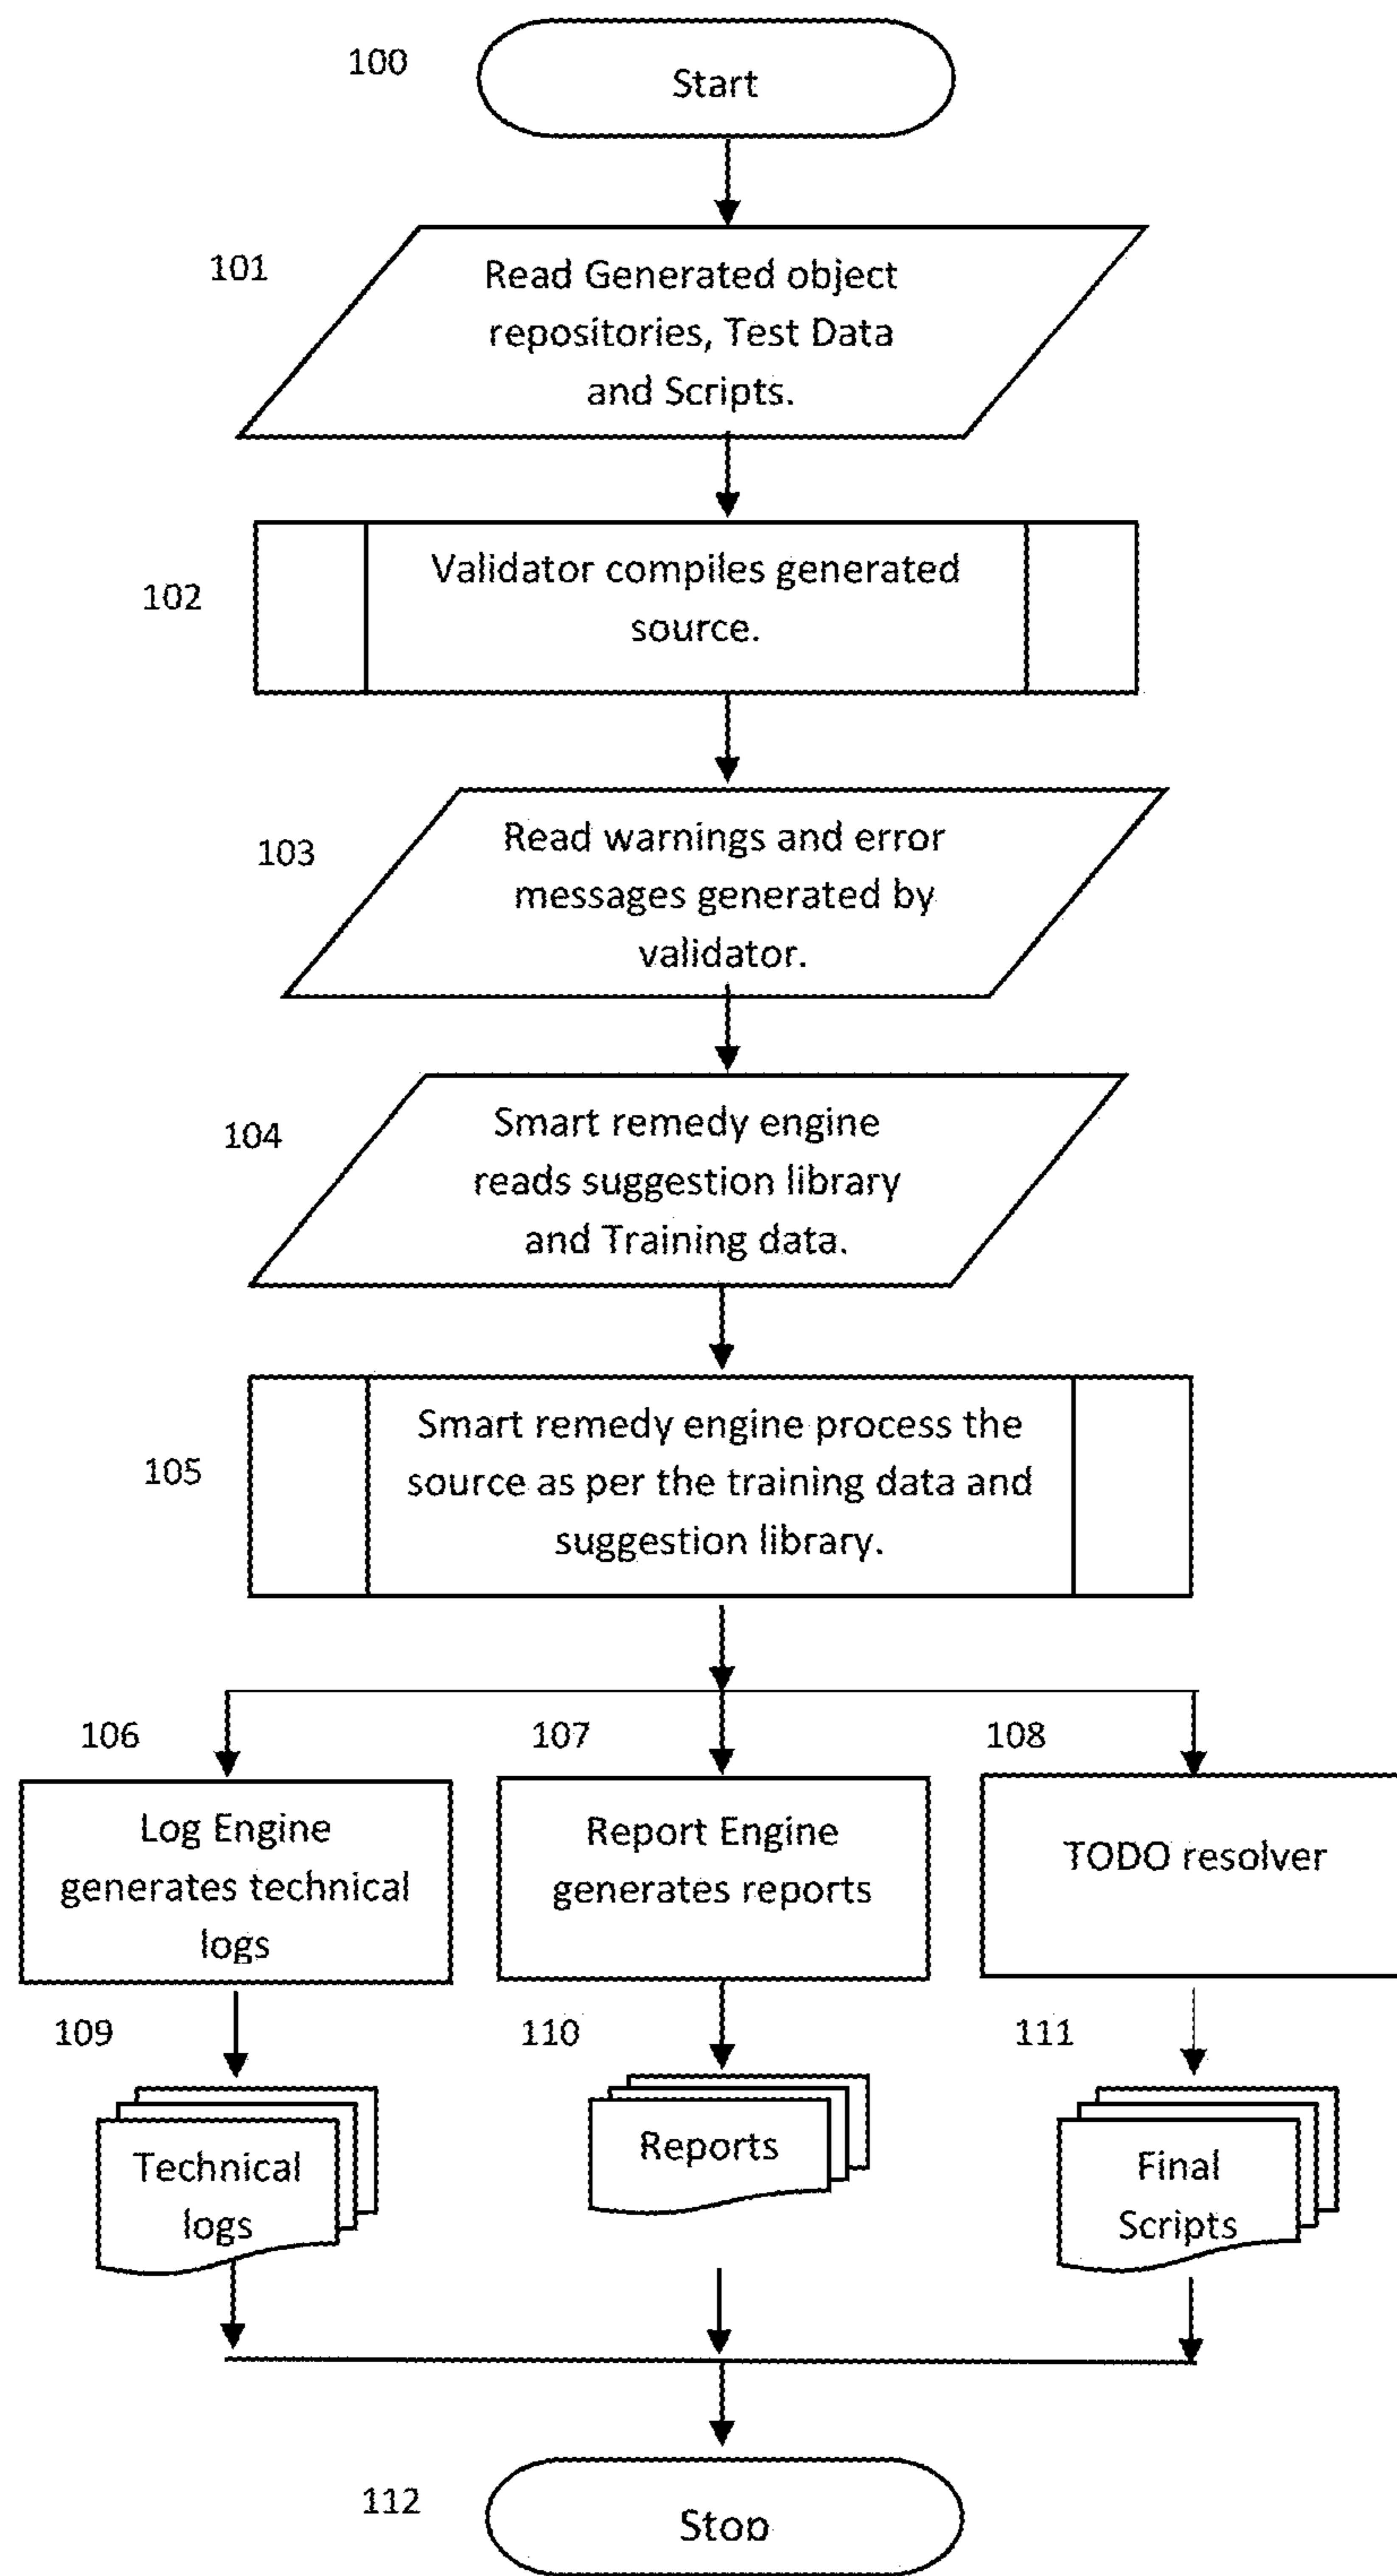 100
Start
101
Read Generated object
repositories, Test Data
and Scripts.
102
Validator compiles generated
source.
103
Read warnings and error
messages generated by
validator.
104
Smart remedy engine
reads suggestion library
and Training data.
105
Smart remedy engine process the
source as per the training data and
suggestion library.
106
107
108
Log Engine
generates technical
logs
Report Engine
generates reports
TODO resolver
109
110
111
Technical
logs
Reports
Final
Scripts
112
Stop